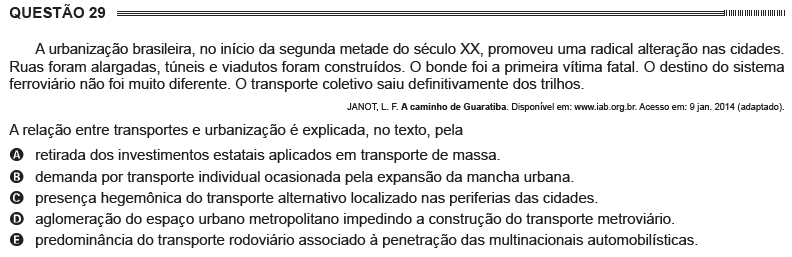 QUESTÃO 29
A urbanização brasileira, no início da segunda metade do século XX, promoveu uma radical alteração nas cidades.
Ruas foram alargadas, túneis e viadutos foram construídos. O bonde foi a primeira vítima fatal. O destino do sistema
ferroviário não foi muito diferente. O transporte coletivo saiu definitivamente dos trilhos.
JANOT, L. F. A caminho de Guaratiba. Disponível em: www.iab.org.br. Acesso em: 9 jan. 2014 (adaptado).
A relação entre transportes e urbanização é explicada, no texto, pela
A retirada dos investimentos estatais aplicados em transporte de massa.
B demanda por transporte individual ocasionada pela expansão da mancha urbana.
C presença hegemônica do transporte alternativo localizado nas periferias das cidades.
D aglomeração do espaço urbano metropolitano impedindo a construção do transporte metroviário.
E predominância do transporte rodoviário associado à penetração das multinacionais automobilísticas.